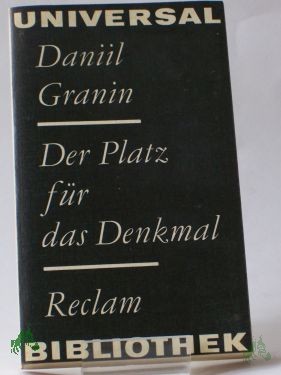 UNIVERSAL
Daniil
Granin
Der Platz
für
das Denkmal
Reclam
BIBLIOTHEK